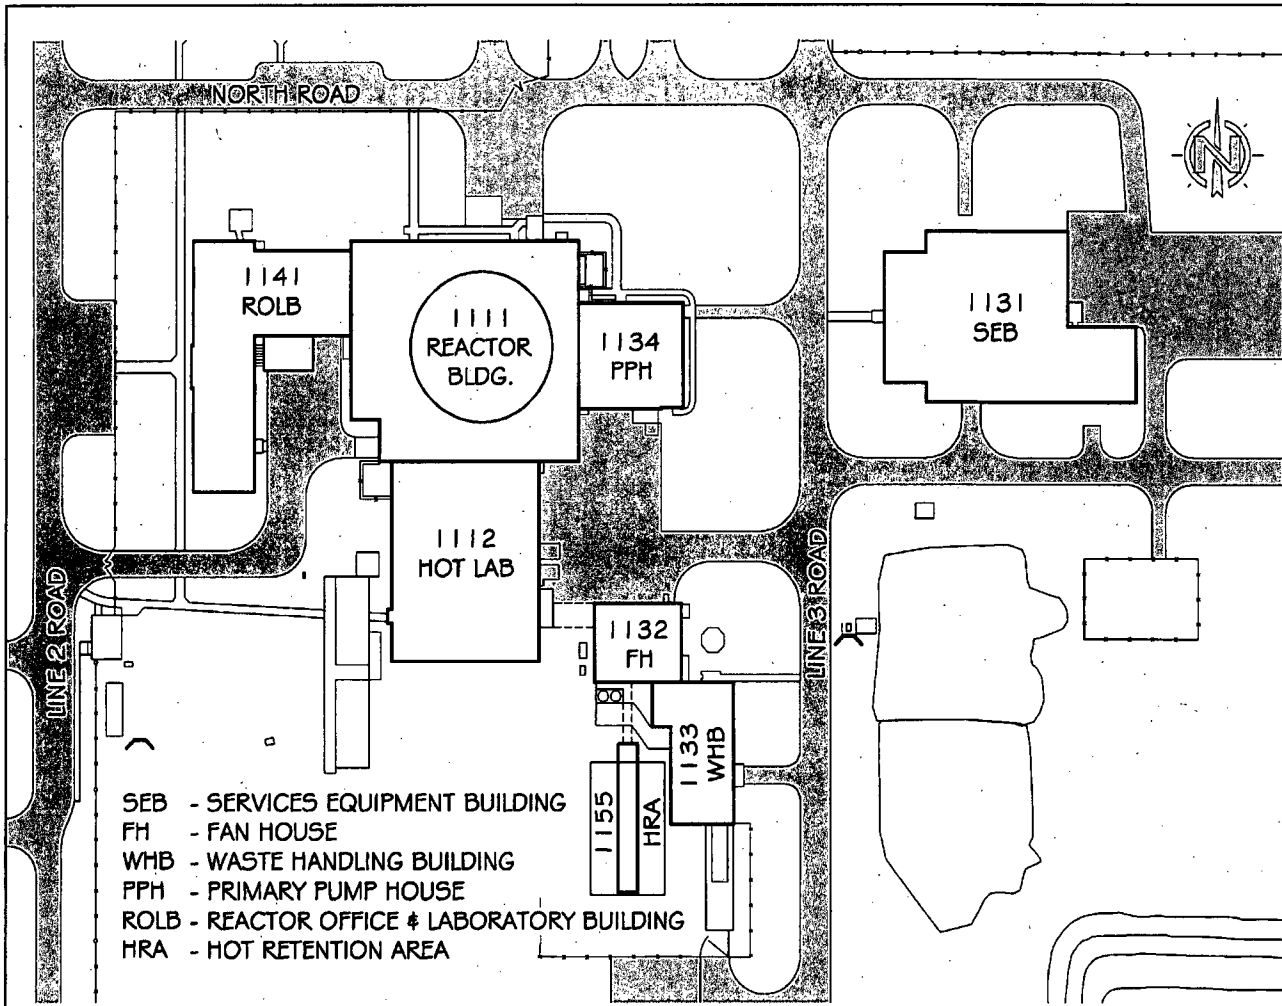 NORTH ROAD
N
1141
ROLB
1111
REACTOR
BLDG.
1134
PPH
1131
SEB
1112
HOT LAB
LINE 2 ROAD
LINE 3 ROAD
1132
FH
1133
WHB
1155
HRA
SEB - SERVICES EQUIPMENT BUILDING
FH - FAN HOUSE
WHB - WASTE HANDLING BUILDING
PPH - PRIMARY PUMP HOUSE
ROLB - REACTOR OFFICE & LABORATORY BUILDING
HRA - HOT RETENTION AREA